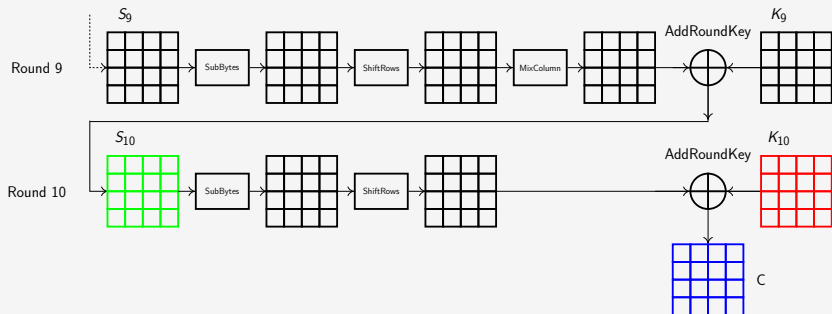 S9
K9
AddRoundKey
Round 9
SubBytes
ShiftRows
MixColumn
S10
K10
AddRoundKey
Round 10
SubBytes
ShiftRows
C